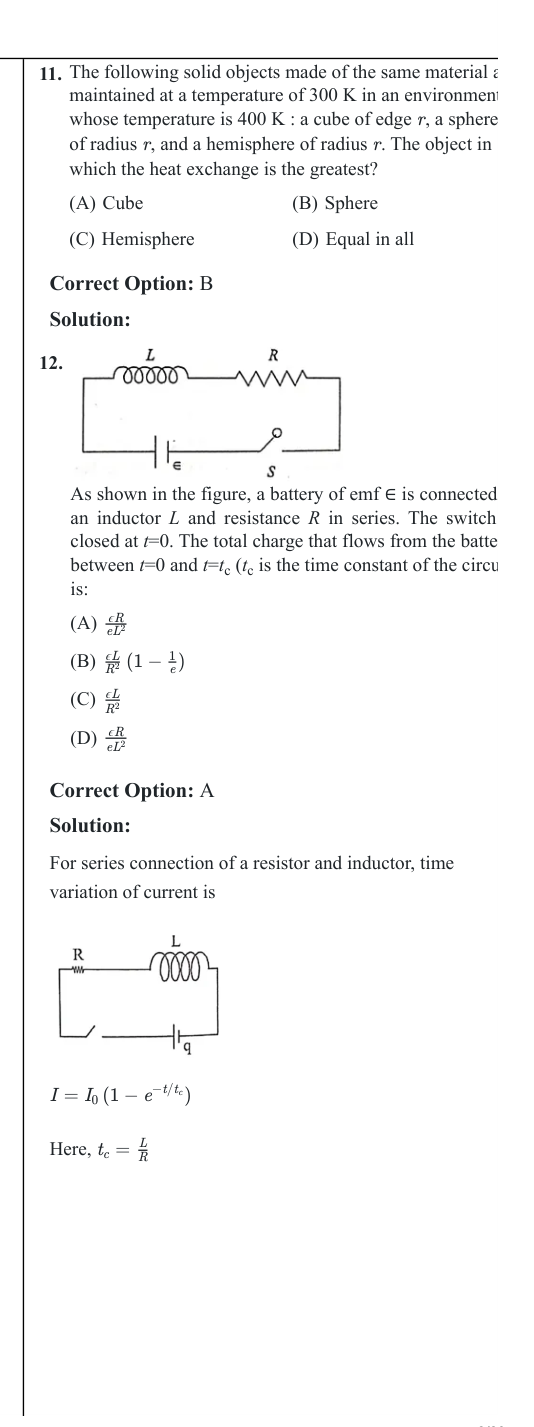 11. The following solid objects made of the same material
maintained at a temperature of 300 K in an environment
whose temperature is 400 K : a cube of edge r, a sphere
of radius r, and a hemisphere of radius r. The object in
which the heat exchange is the greatest?
(A) Cube (B) Sphere
(C) Hemisphere (D) Equal in all
Correct Option: B
Solution:
12.
L R
∈ S
As shown in the figure, a battery of emf ∈ is connected
an inductor L and resistance R in series. The switch
closed at t=0. The total charge that flows from the batte
between t=0 and t=t_c (t_c is the time constant of the circu
is:
(A) ϵR/eL²
(B) ϵL/R² (1 − 1/e)
(C) ϵL/R²
(D) ϵR/eL²
Correct Option: A
Solution:
For series connection of a resistor and inductor, time
variation of current is
R L
q
I = I₀ (1 − e^{−t/t_c})
Here, t_c = L/R